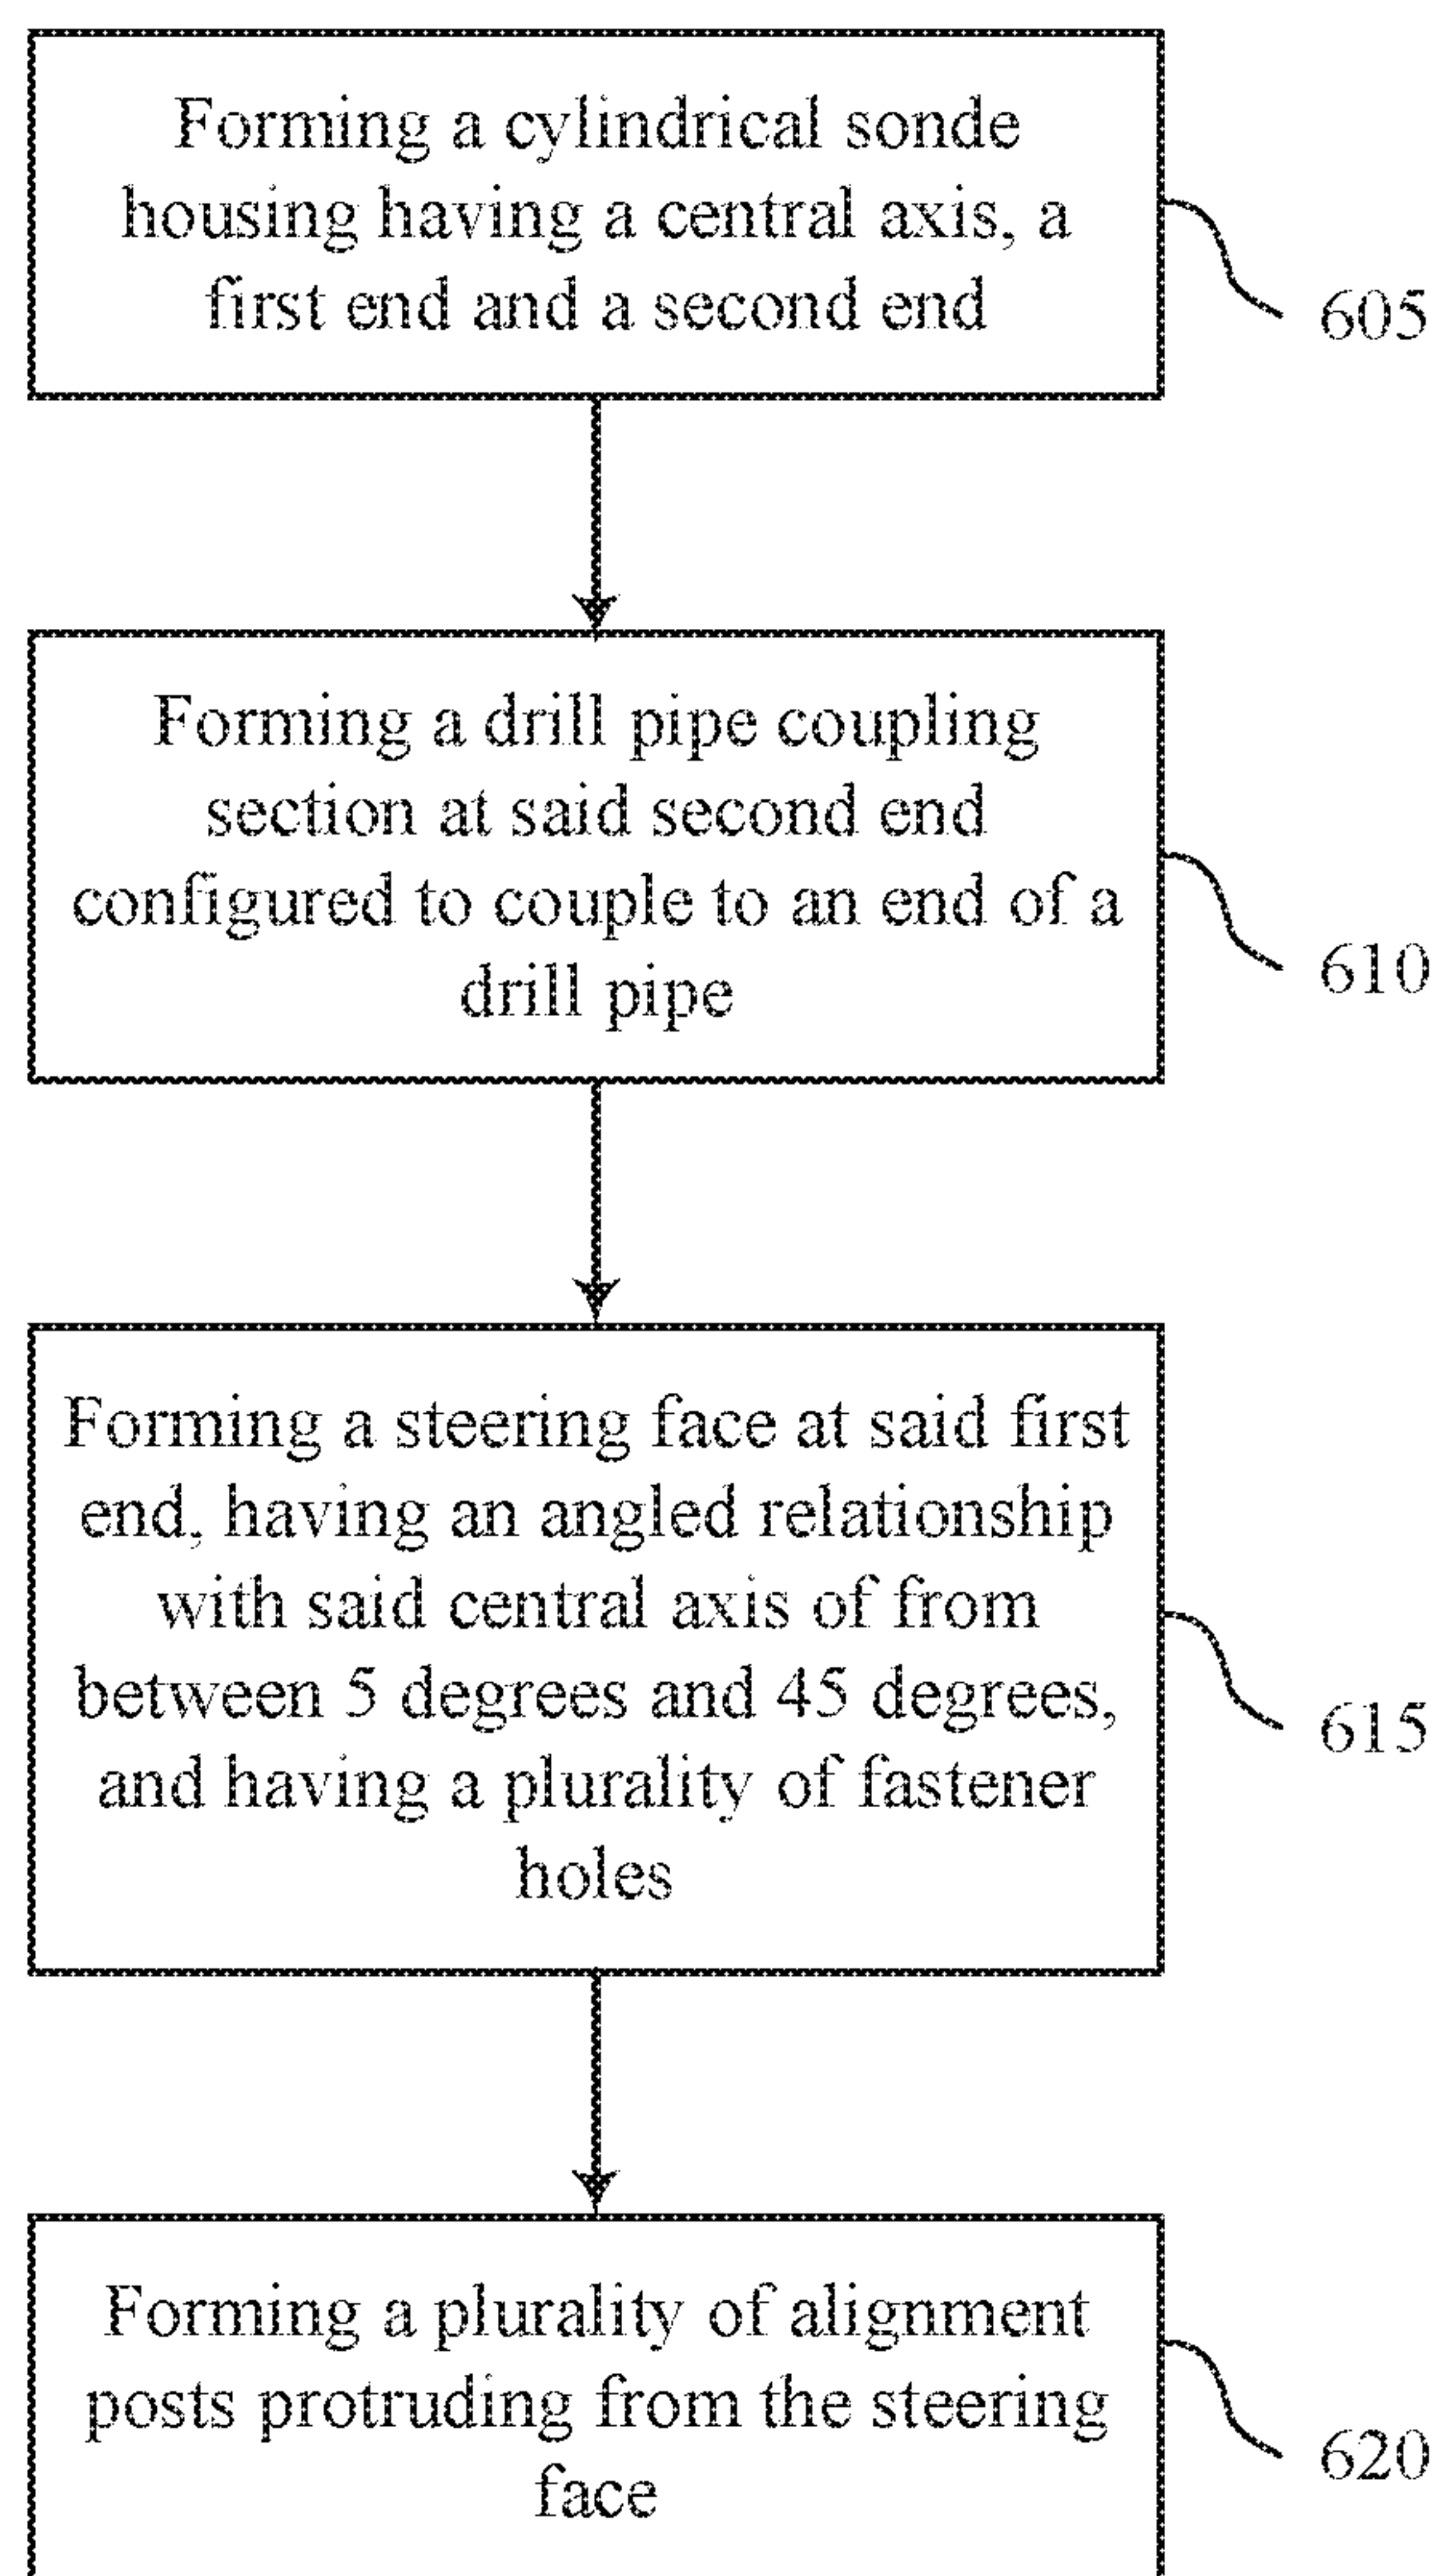 Forming a cylindrical sonde
housing having a central axis, a
first end and a second end
605
Forming a drill pipe coupling
section at said second end
configured to couple to an end of a
drill pipe
610
Forming a steering face at said first
end, having an angled relationship
with said central axis of from
between 5 degrees and 45 degrees,
and having a plurality of fastener
holes
615
Forming a plurality of alignment
posts protruding from the steering
face
620